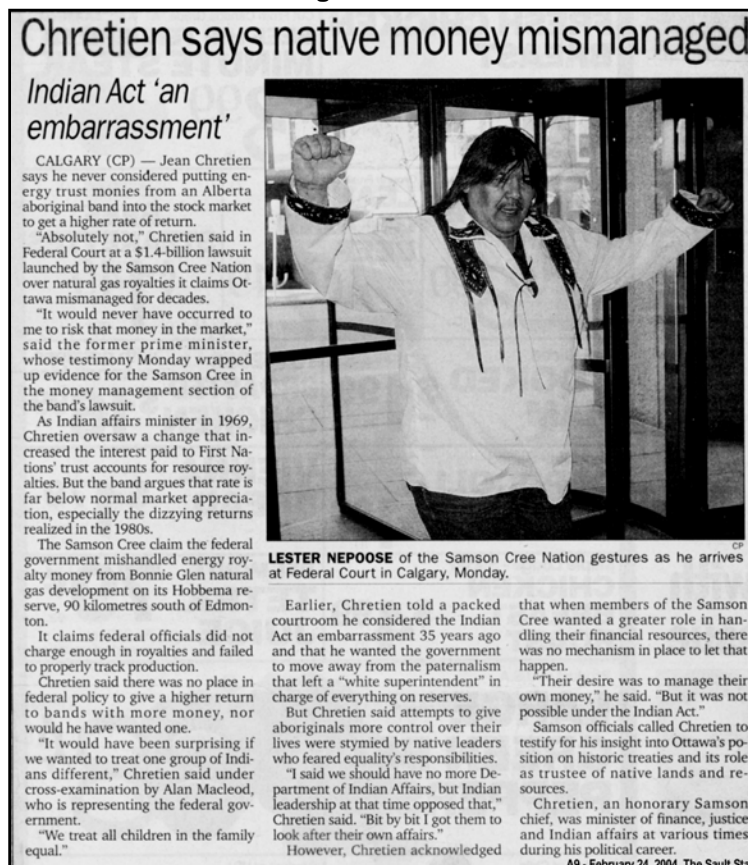 Chretien says native money mismanaged
Indian Act ‘an
embarrassment’
CALGARY (CP) — Jean Chretien
says he never considered putting en-
ergy trust monies from an Alberta
aboriginal band into the stock market
to get a higher rate of return.
“Absolutely not,” Chretien said in
Federal Court at a $1.4-billion lawsuit
launched by the Samson Cree Nation
over natural gas royalties it claims Ot-
tawa mismanaged for decades.
“It would never have occurred to
me to risk that money in the market,”
said the former prime minister,
whose testimony Monday wrapped
up evidence for the Samson Cree in
the money management section of
the band’s lawsuit.
As Indian affairs minister in 1969,
Chretien oversaw a change that in-
creased the interest paid to First Na-
tions’ trust accounts for resource roy-
alties. But the band argues that rate is
far below normal market apprecia-
tion, especially the dizzying returns
realized in the 1980s.
The Samson Cree claim the federal
government mishandled energy roy-
alty money from Bonnie Glen natural
gas development on its Hobbema re-
serve, 90 kilometres south of Edmon-
ton.
It claims federal officials did not
charge enough in royalties and failed
to properly track production.
Chretien said there was no place in
federal policy to give a higher return
to bands with more money, nor
would he have wanted one.
“It would have been surprising if
we wanted to treat one group of Indi-
ans different,” Chretien said under
cross-examination by Alan Macleod,
who is representing the federal gov-
ernment.
“We treat all children in the family
equal.”
CP
LESTER NEPOOSE of the Samson Cree Nation gestures as he arrives
at Federal Court in Calgary, Monday.
Earlier, Chretien told a packed
courtroom he considered the Indian
Act an embarrassment 35 years ago
and that he wanted the government
to move away from the paternalism
that left a “white superintendent” in
charge of everything on reserves.
But Chretien said attempts to give
aboriginals more control over their
lives were stymied by native leaders
who feared equality’s responsibilities.
“I said we should have no more De-
partment of Indian Affairs, but Indian
leadership at that time opposed that,”
Chretien said. “Bit by bit I got them to
look after their own affairs.”
However, Chretien acknowledged
that when members of the Samson
Cree wanted a greater role in han-
dling their financial resources, there
was no mechanism in place to let that
happen.
“Their desire was to manage their
own money,” he said. “But it was not
possible under the Indian Act.”
Samson officials called Chretien to
testify for his insight into Ottawa’s po-
sition on historic treaties and its role
as trustee of native lands and re-
sources.
Chretien, an honorary Samson
chief, was minister of finance, justice
and Indian affairs at various times
during his political career.
A9 - February 24, 2004, The Sault